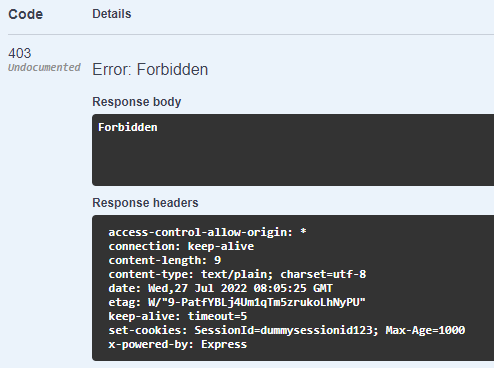 Code Details
403
Undocumented
Error: Forbidden
Response body
Forbidden
Response headers
access-control-allow-origin: *
connection: keep-alive
content-length: 9
content-type: text/plain; charset=utf-8
date: Wed,27 Jul 2022 08:05:25 GMT
etag: W/"9-PatfYBLj4Um1qTm5zrukoLhNyPU"
keep-alive: timeout=5
set-cookies: SessionId=dummysessionid123; Max-Age=1000
x-powered-by: Express